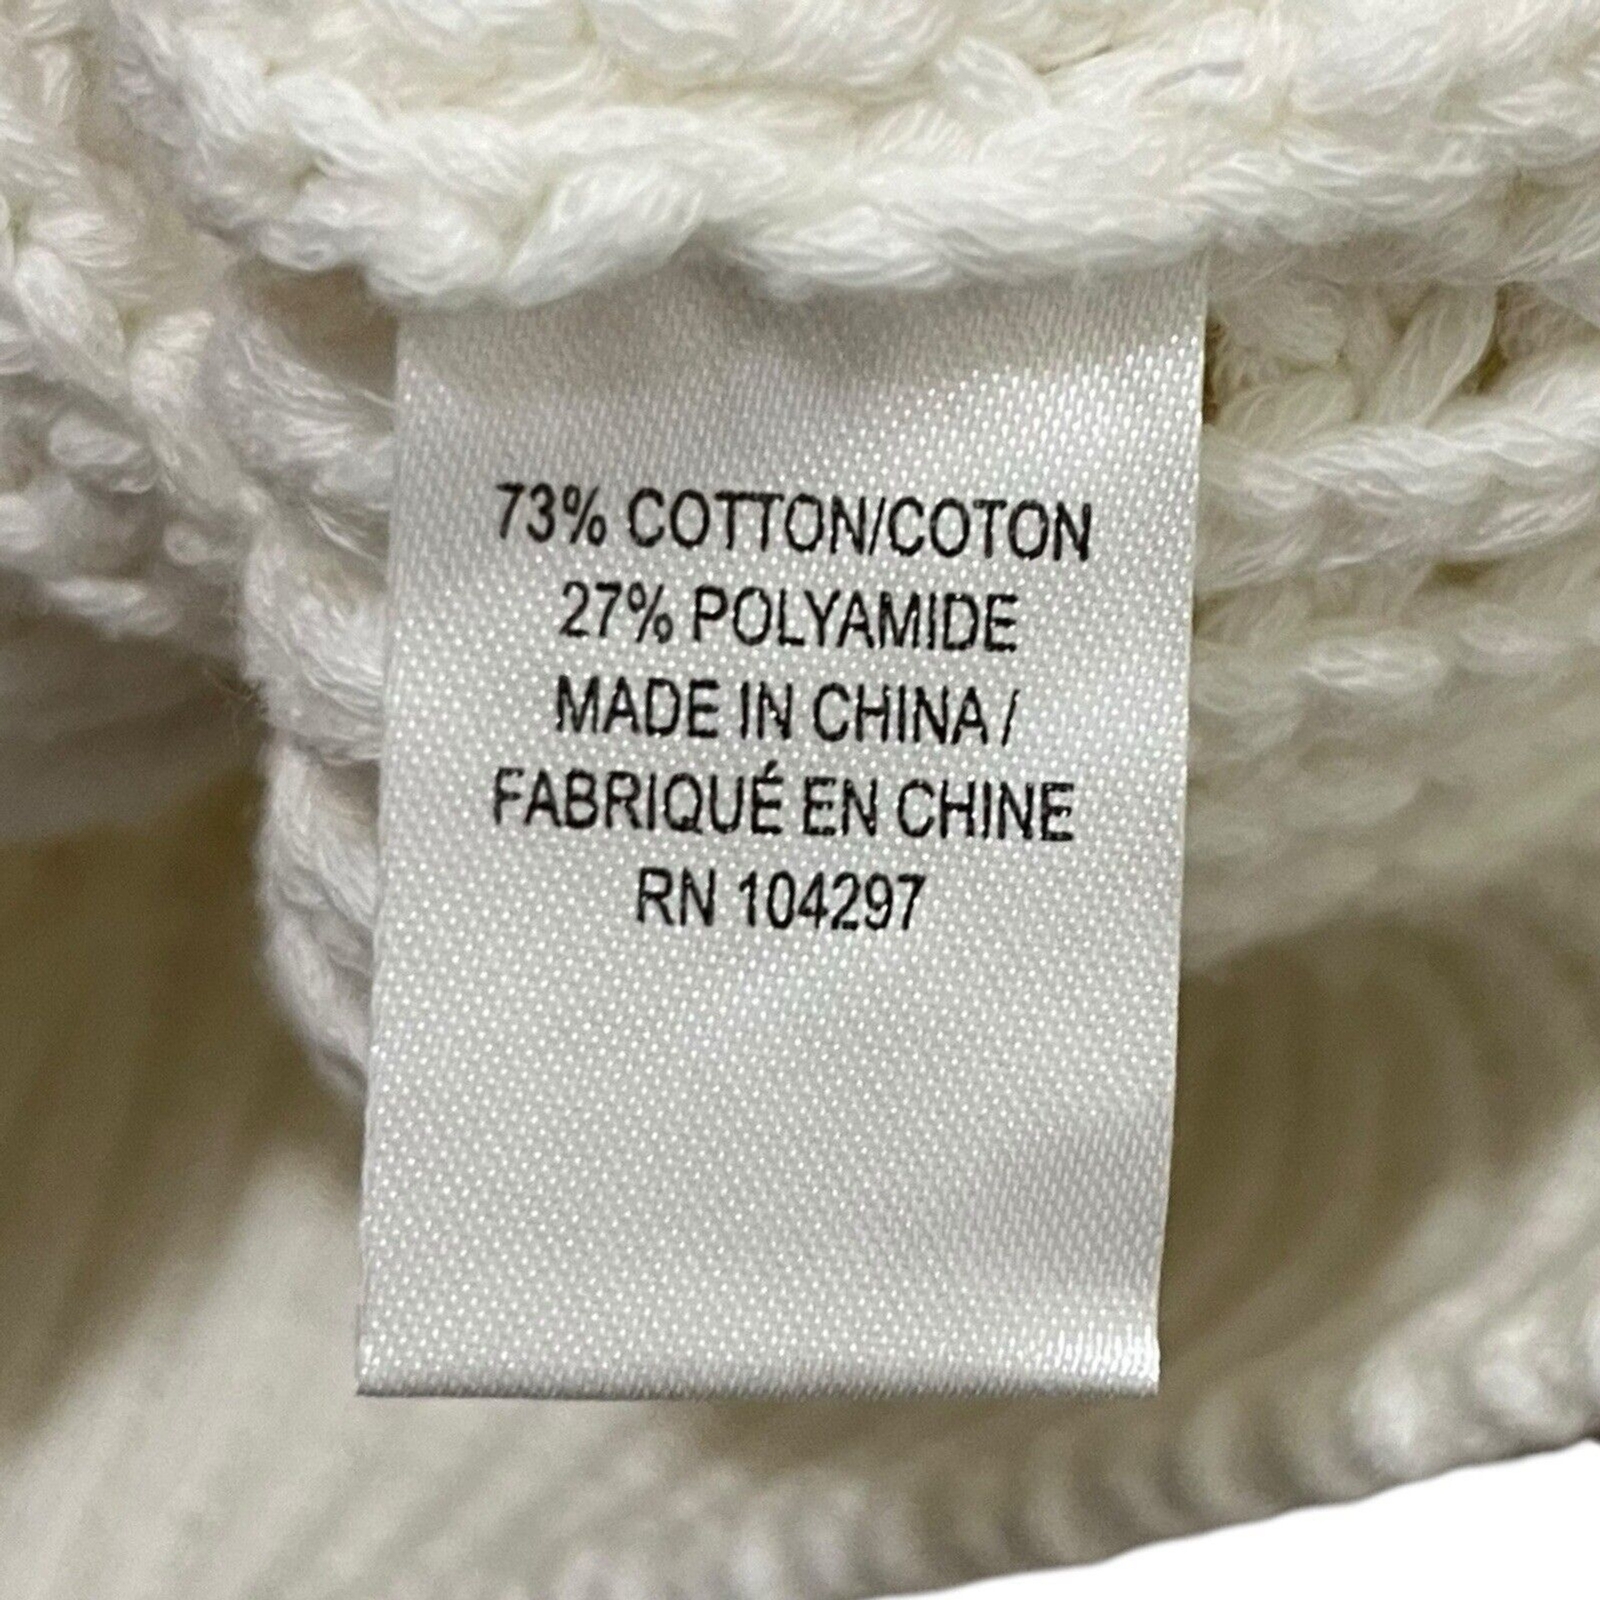 73% COTTON/COTON
27% POLYAMIDE
MADE IN CHINA /
FABRIQUÉ EN CHINE
RN 104297